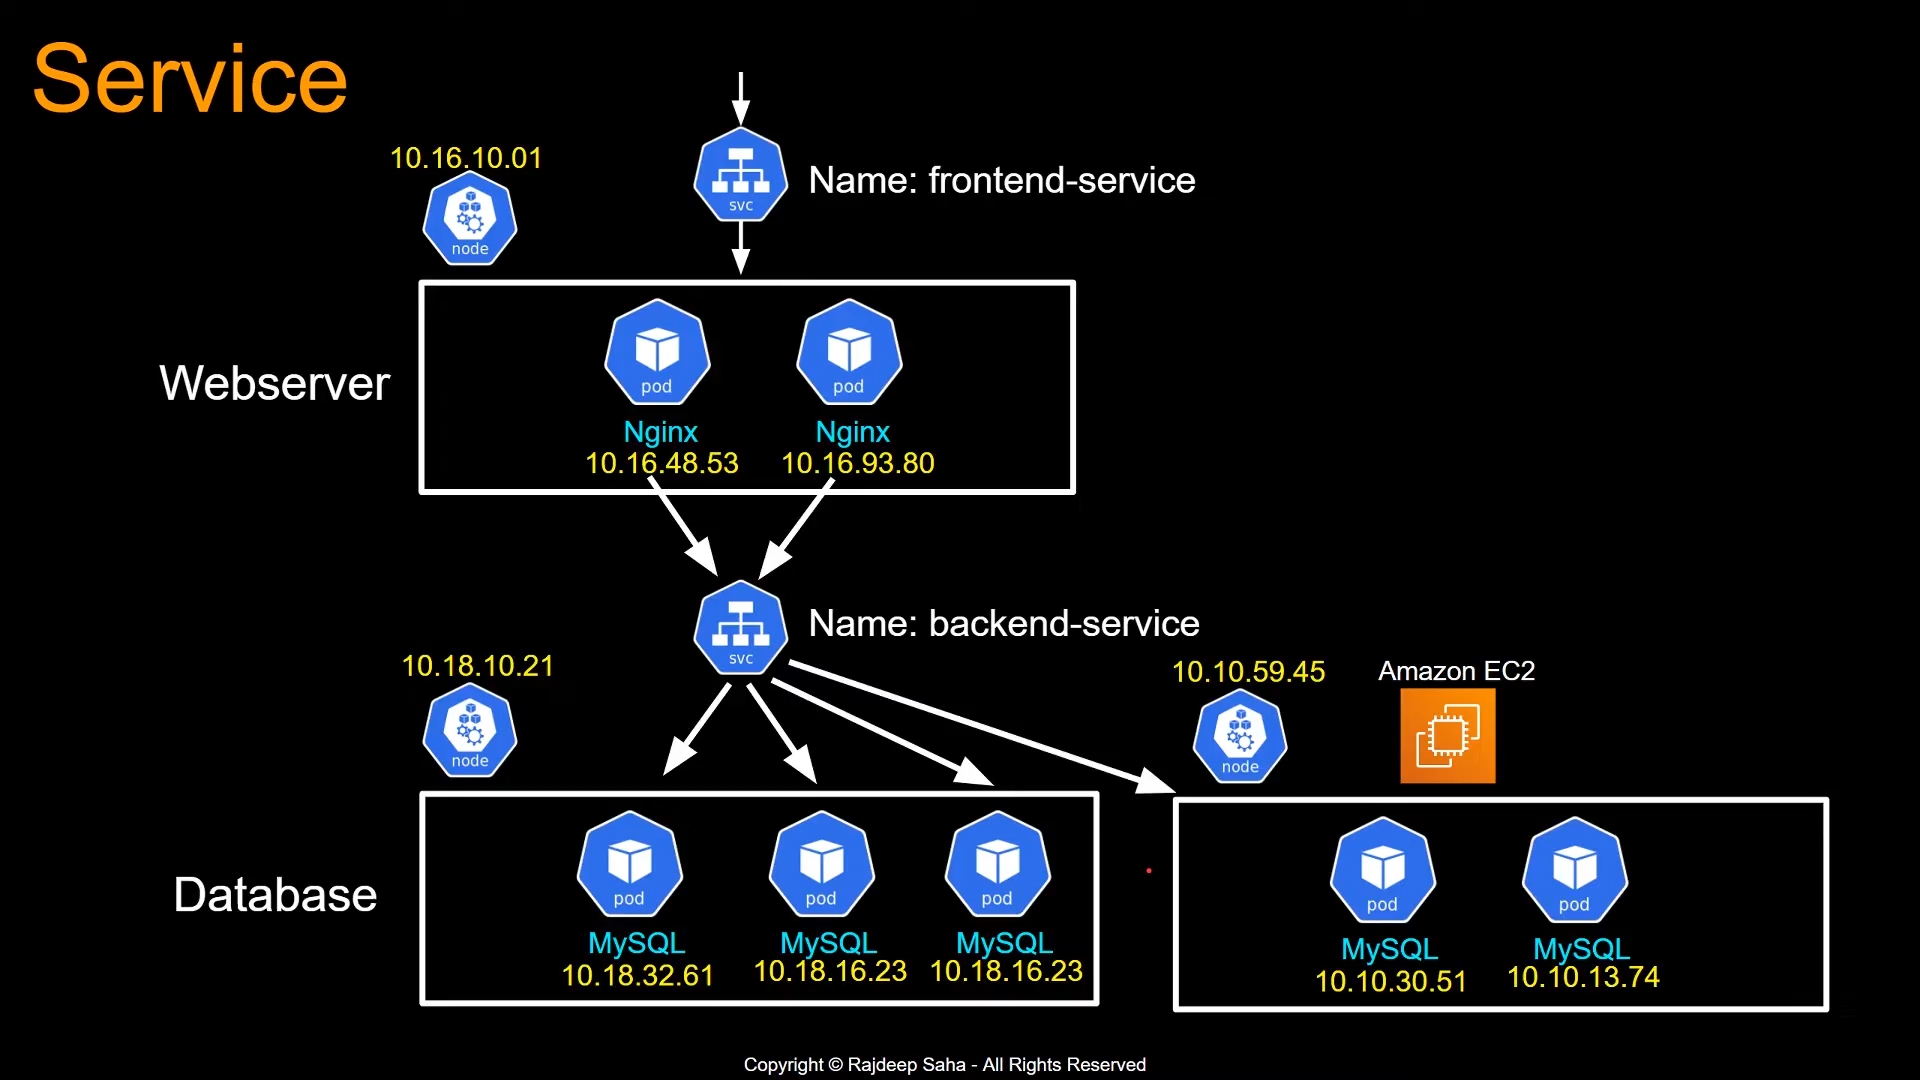 Service
10.16.10.01
node
svc
Name: frontend-service
Webserver
pod
pod
Nginx
Nginx
10.16.48.53
10.16.93.80
svc
Name: backend-service
10.18.10.21
node
10.10.59.45
node
Amazon EC2
Database
pod
pod
pod
MySQL
MySQL
MySQL
10.18.32.61
10.18.16.23
10.18.16.23
pod
pod
MySQL
MySQL
10.10.30.51
10.10.13.74
Copyright © Rajdeep Saha - All Rights Reserved